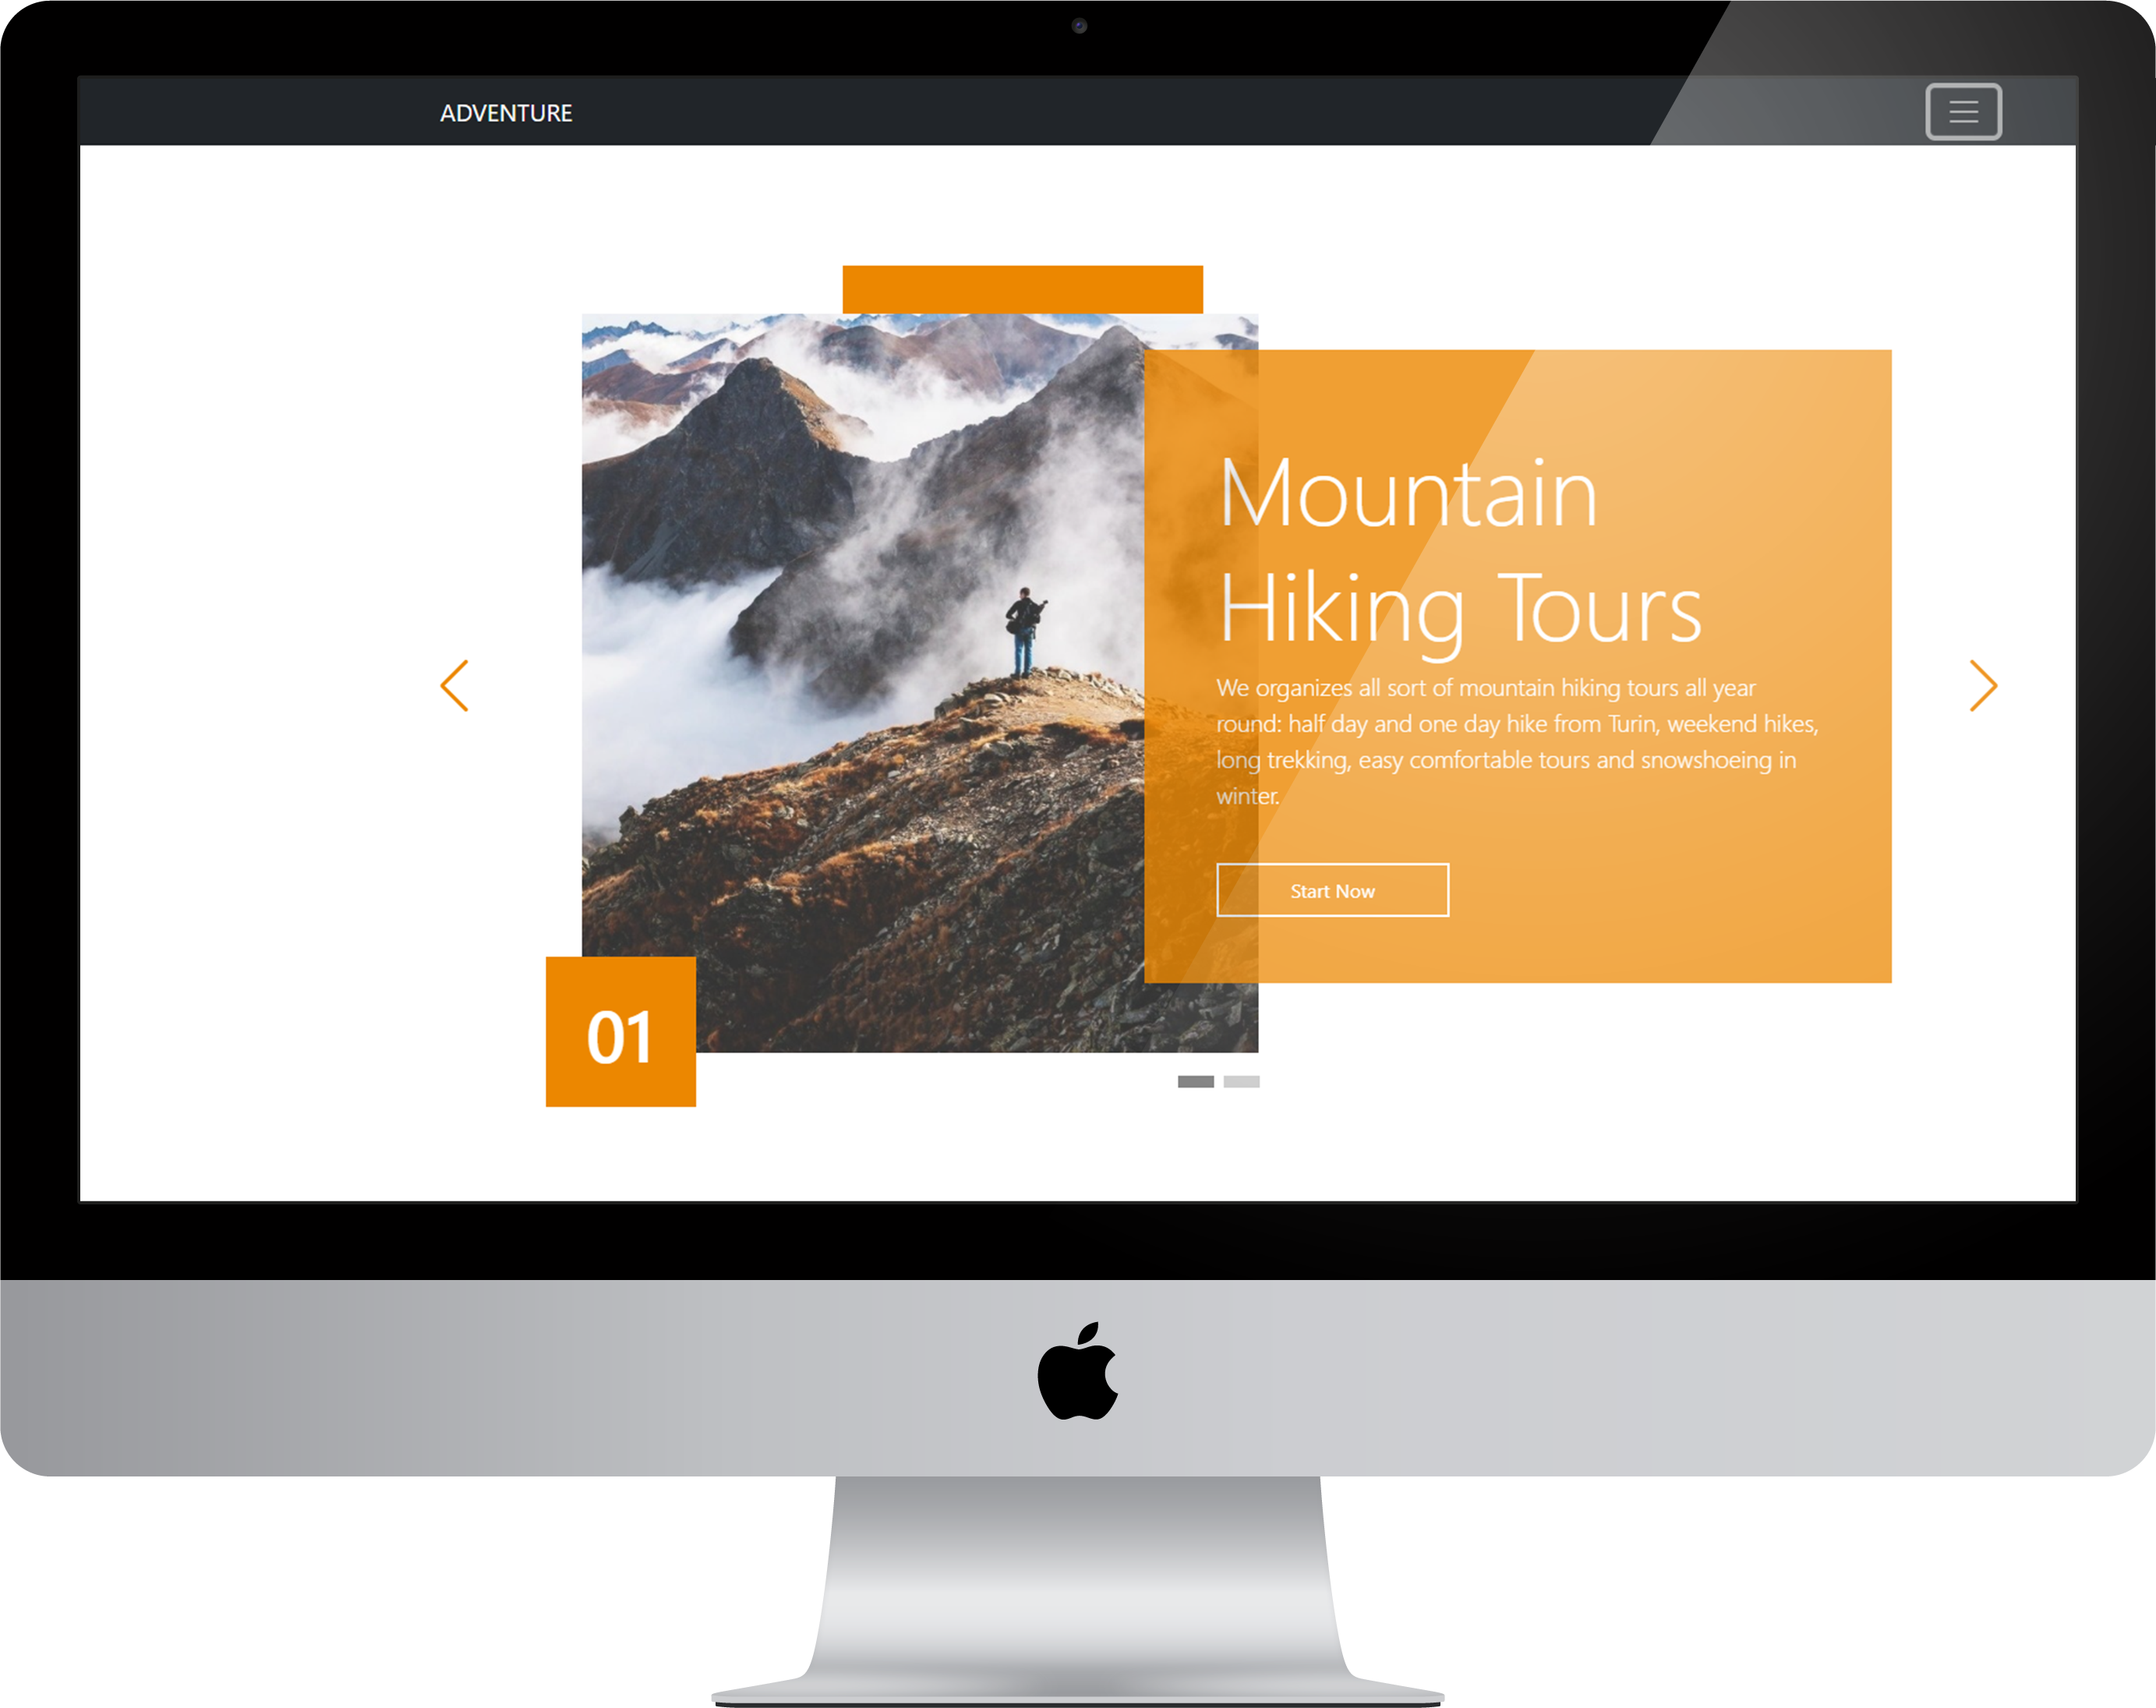 ADVENTURE
Mountain
Hiking Tours
We organizes all sort of mountain hiking tours all year
round: half day and one day hike from Turin, weekend hikes,
long trekking, easy comfortable tours and snowshoeing in
winter.
Start Now
01